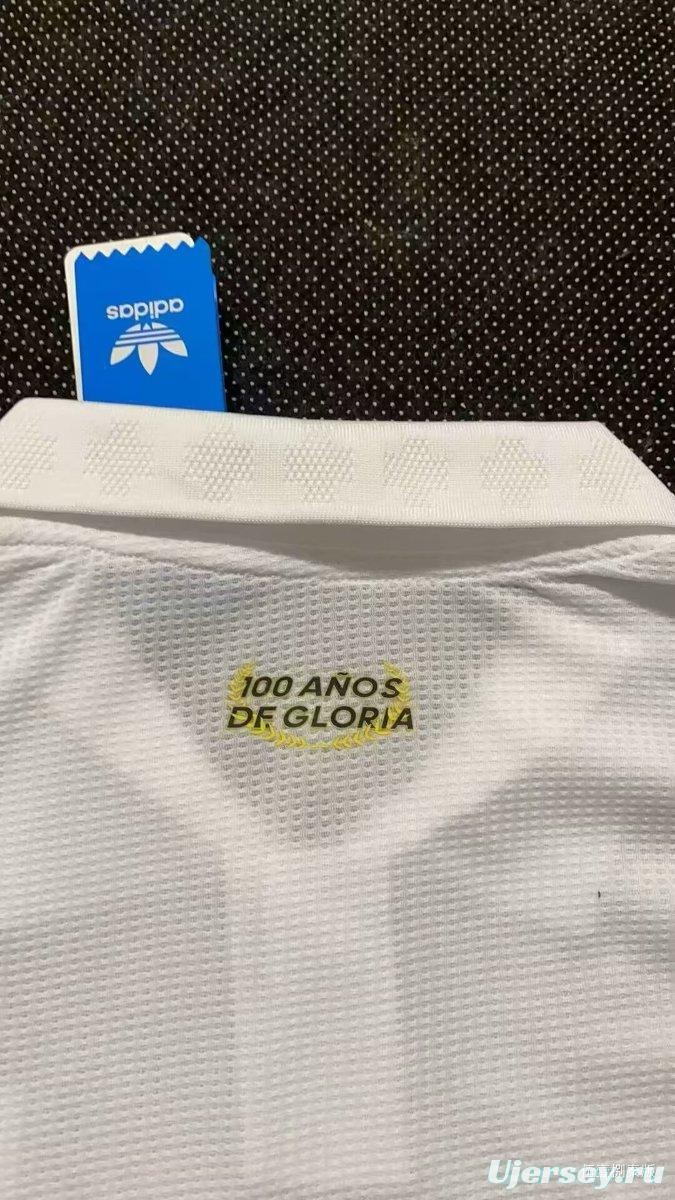 adidas
100 AÑOS
DE GLORIA
Ujersey.ru